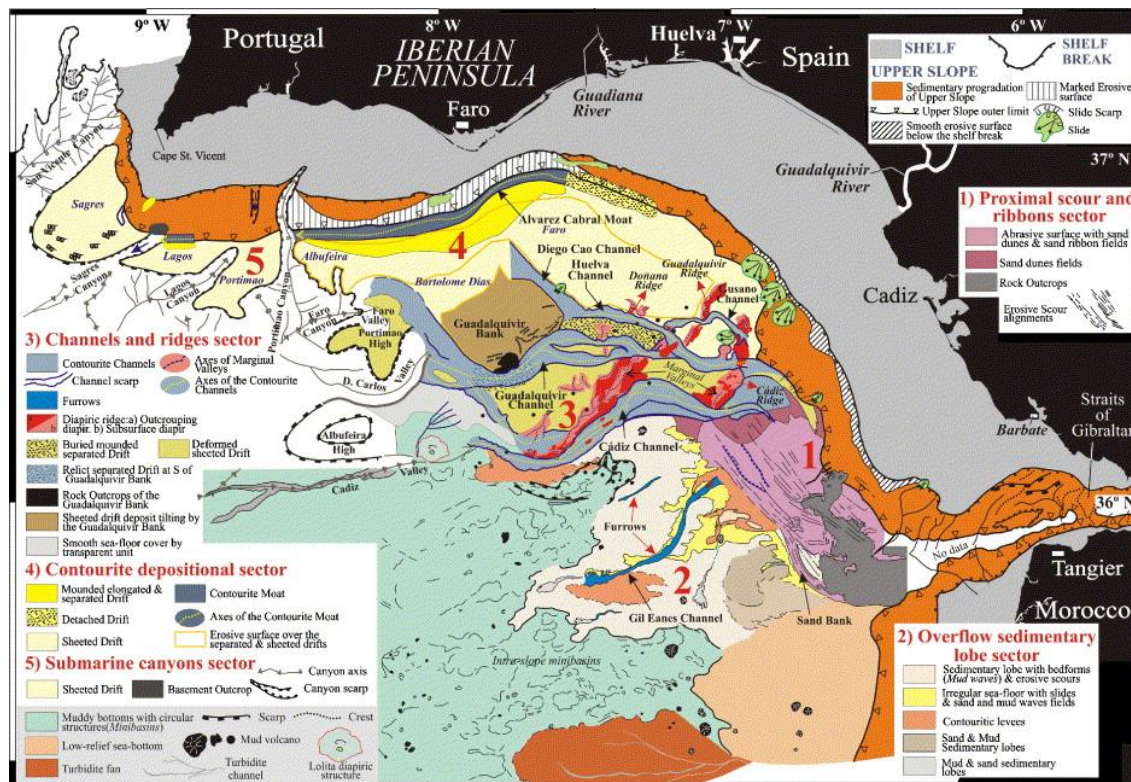 9° W
8° W
7° W
6° W
Portugal
IBERIAN
PENINSULA
Huelva
Spain
Faro
Guadiana
River
Guadalquivir
River
37° N
SHELF
SHELF
BREAK
UPPER SLOPE
Sedimentary progradation
of Upper Slope
Marked Erosive
surface
Upper Slope outer limit
Slide Scarp
Smooth erosive surface
below the shelf break
Slide
San Vicente Canyon
Cape St. Vicent
Sagres
Lagos
5
Portimao
Albufeira
4
Alvarez Cabral Moat
Faro
Diego Cao Channel
Huelva
Channel
Bartolome Dias
Donana
Ridge
Guadalquivir
Ridge
Gusano
Channel
Cadiz
1) Proximal scour and
ribbons sector
Abrasive surface with sand
dunes & sand ribbon fields
Sand dunes fields
Rock Outcrops
Erosive Scour
alignments
Sagres
Canyon
Lagos
Canyon
Portimao Canyon
Faro
Canyon
Faro
Valley
Portimao
High
Guadalquivir
Bank
D. Carlos
Valley
Guadalquivir
Channel
3
Marginal
Valleys
Cádiz
Ridge
Cádiz Channel
1
Albufeira
High
Cadiz
Valley
Barbate
Straits
of
Gibraltar
36° N
No data
Tangier
Morocco
Furrows
2
Gil Eanes Channel
Sand Bank
Intra-slope minibasins
3) Channels and ridges sector
Contourite Channels
Axes of Marginal
Valleys
Channel scarp
Axes of the Contourite
Channels
Furrows
Diapiric ridge:a) Outcrouping
diapir. b) Subsurface diapir
b
Buried mounded
separated Drift
Deformed
sheeted Drift
Relict separated Drift at S of
Guadalquivir Bank
Rock Outcrops of the
Guadalquivir Bank
Sheeted drift deposit tilting by
the Guadalquivir Bank
Smooth sea-floor cover by
transparent unit
4) Contourite depositional sector
Mounded elongated &
separated Drift
Contourite Moat
Detached Drift
Axes of the Contourite Moat
Sheeted Drift
Erosive surface over the
separated & sheeted drifts
5) Submarine canyons sector
Canyon axis
Sheeted Drift
Basement Outcrop
Canyon scarp
Muddy bottoms with circular
structures(Minibasins)
Scarp
Crest
Low-relief sea-bottom
Mud volcano
Turbidite fan
Turbidite
channel
Lolita diapiric
structure
2) Overflow sedimentary
lobe sector
Sedimentary lobe with bedforms
(Mud waves) & erosive scours
Irregular sea-floor with slides
& sand and mud waves fields
Contouritic levees
Sand & Mud
Sedimentary lobes
Mud & sand sedimentary
lobes